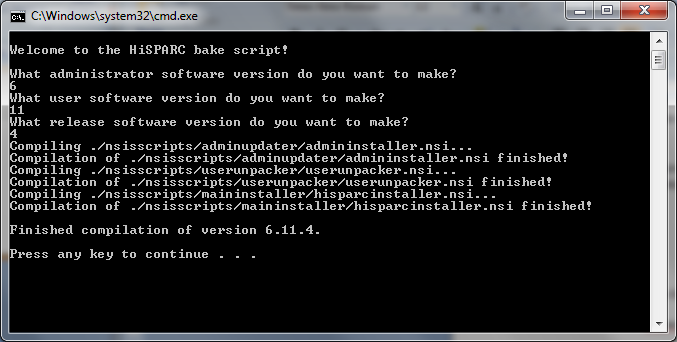 C:\Windows\system32\cmd.exe
Welcome to the HiSPARC bake script!
What administrator software version do you want to make?
6
What user software version do you want to make?
11
What release software version do you want to make?
4
Compiling ./nsisscripts/adminupdater/admininstaller.nsi...
Compilation of ./nsisscripts/adminupdater/admininstaller.nsi finished!
Compiling ./nsisscripts/userunpacker/userunpacker.nsi...
Compilation of ./nsisscripts/userunpacker/userunpacker.nsi finished!
Compiling ./nsisscripts/maininstaller/hisparcinstaller.nsi...
Compilation of ./nsisscripts/maininstaller/hisparcinstaller.nsi finished!
Finished compilation of version 6.11.4.
Press any key to continue . . .